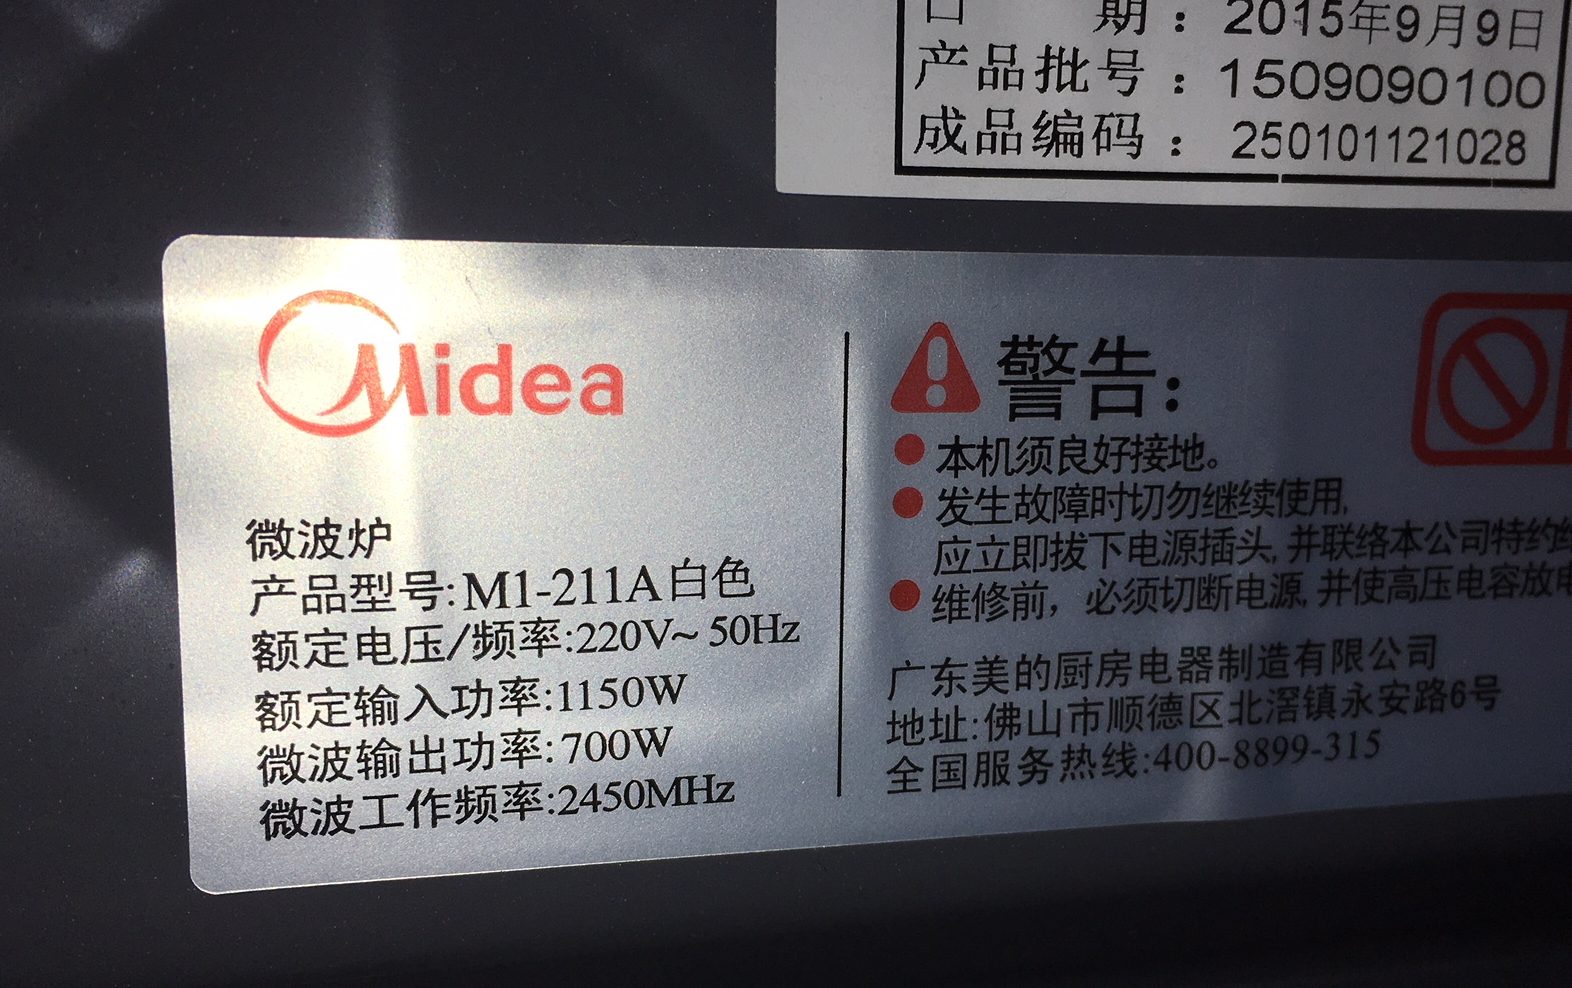 日 期：2015年9月9日
产品批号：1509090100
成品编码：250101121028
Midea
微波炉
产品型号:M1-211A白色
额定电压/频率:220V~ 50Hz
额定输入功率:1150W
微波输出功率:700W
微波工作频率:2450MHz
警告:
本机须良好接地。
发生故障时切勿继续使用,
应立即拔下电源插头,并联络本公司特约
维修前，必须切断电源,并使高压电容放电
广东美的厨房电器制造有限公司
地址:佛山市顺德区北滘镇永安路6号
全国服务热线:400-8899-315